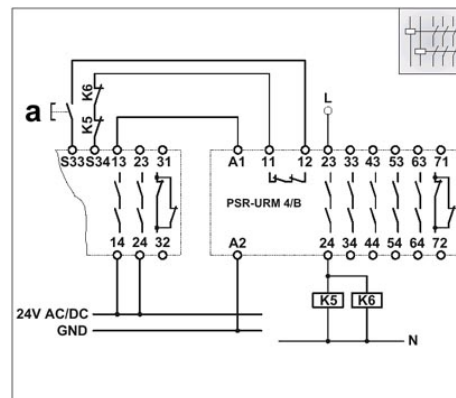 a
K6
K5
L
S33 S34 13 23 31
A1 11 12 23 33 43 53 63 71
PSR-URM 4/B
14 24 32
A2 24 34 44 54 64 72
24V AC/DC
GND
K5 K6
N